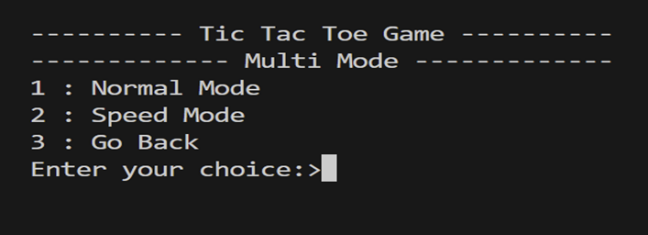 ---------- Tic Tac Toe Game ----------
------------- Multi Mode -------------
1 : Normal Mode
2 : Speed Mode
3 : Go Back
Enter your choice:>